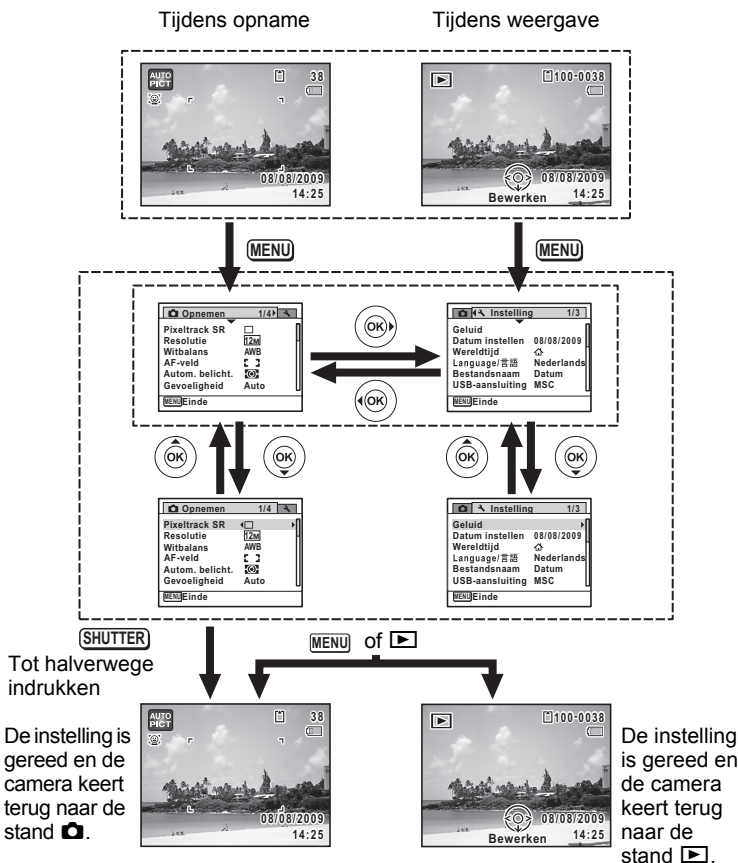 Tijdens opname
Tijdens weergave
AUTO PICT
38
08/08/2009
14:25
100-0038
08/08/2009
14:25
Bewerken
MENU
MENU
Opnemen 1/4
Pixeltrack SR
Resolutie 12M
Witbalans AWB
AF-veld
Autom. belicht.
Gevoeligheid Auto
MENU Einde
OK
OK
Instelling 1/3
Geluid
Datum instellen 08/08/2009
Wereldtijd
Language/言語 Nederlands
Bestandsnaam Datum
USB-aansluiting MSC
MENU Einde
OK
OK
OK
OK
Opnemen 1/4
Pixeltrack SR
Resolutie 12M
Witbalans AWB
AF-veld
Autom. belicht.
Gevoeligheid Auto
MENU Einde
Instelling 1/3
Geluid
Datum instellen 08/08/2009
Wereldtijd
Language/言語 Nederlands
Bestandsnaam Datum
USB-aansluiting MSC
MENU Einde
SHUTTER
Tot halverwege
indrukken
MENU of
De instelling is
gereed en de
camera keert
terug naar de
stand .
AUTO PICT
38
08/08/2009
14:25
100-0038
08/08/2009
Bewerken 14:25
De instelling
is gereed en
de camera
keert terug
naar de
stand .